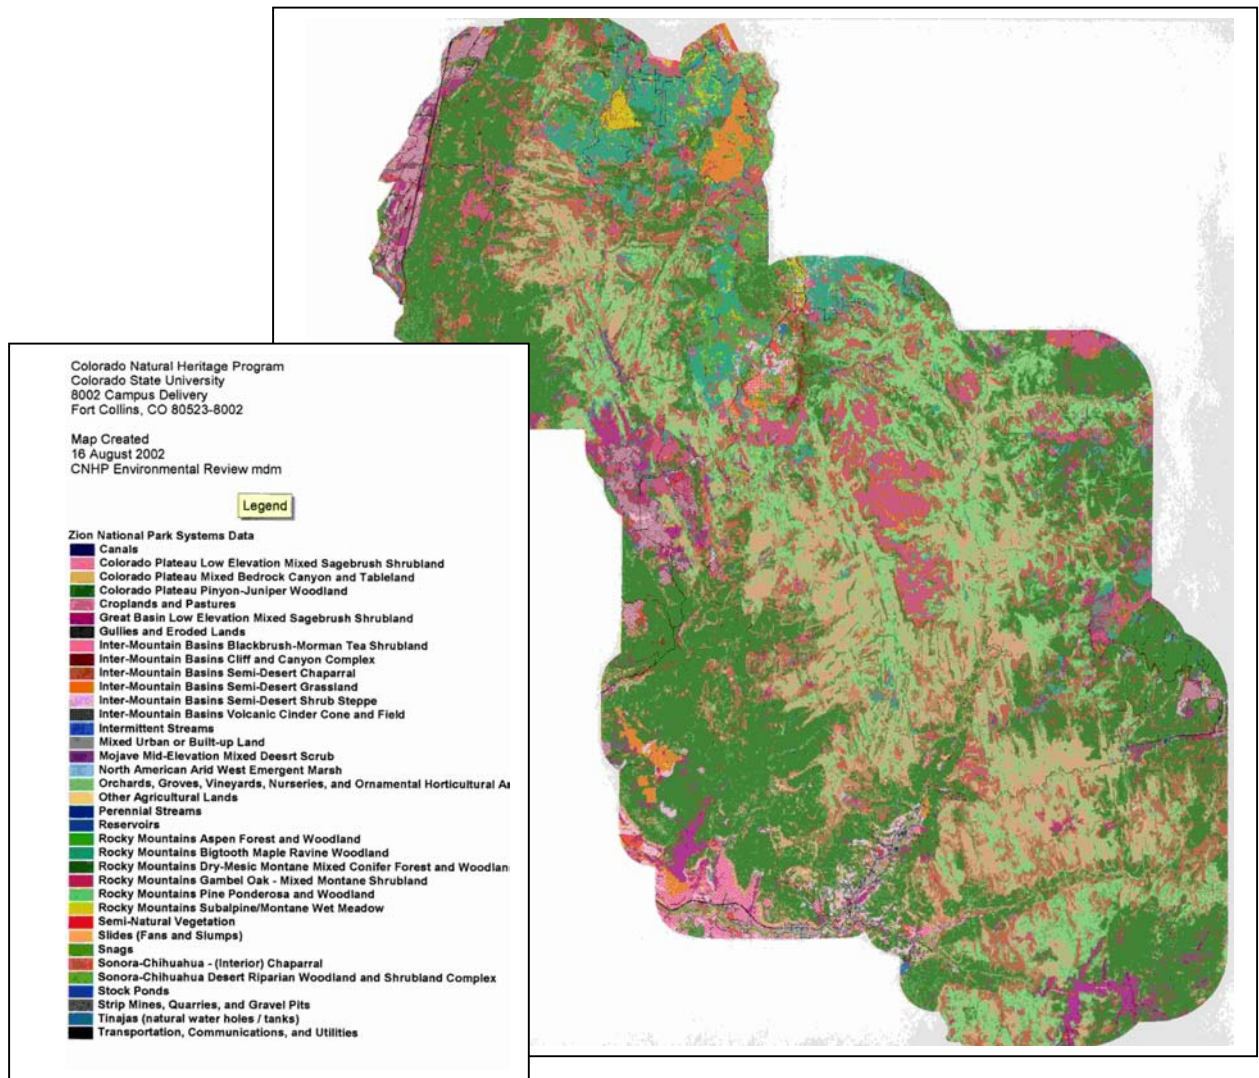 Colorado Natural Heritage Program
Colorado State University
8002 Campus Delivery
Fort Collins, CO 80523-8002
Map Created
16 August 2002
CNHP Environmental Review mdm
Legend
Zion National Park Systems Data
Canals
Colorado Plateau Low Elevation Mixed Sagebrush Shrubland
Colorado Plateau Mixed Bedrock Canyon and Tableland
Colorado Plateau Pinyon-Juniper Woodland
Croplands and Pastures
Great Basin Low Elevation Mixed Sagebrush Shrubland
Gullies and Eroded Lands
Inter-Mountain Basins Blackbrush-Morman Tea Shrubland
Inter-Mountain Basins Cliff and Canyon Complex
Inter-Mountain Basins Semi-Desert Chaparral
Inter-Mountain Basins Semi-Desert Grassland
Inter-Mountain Basins Semi-Desert Shrub Steppe
Inter-Mountain Basins Volcanic Cinder Cone and Field
Intermittent Streams
Mixed Urban or Built-up Land
Mojave Mid-Elevation Mixed Deesrt Scrub
North American Arid West Emergent Marsh
Orchards, Groves, Vineyards, Nurseries, and Ornamental Horticultural
Other Agricultural Lands
Perennial Streams
Reservoirs
Rocky Mountains Aspen Forest and Woodland
Rocky Mountains Bigtooth Maple Ravine Woodland
Rocky Mountains Dry-Mesic Montane Mixed Conifer Forest and Woodlan
Rocky Mountains Gambel Oak - Mixed Montane Shrubland
Rocky Mountains Pine Ponderosa and Woodland
Rocky Mountains Subalpine/Montane Wet Meadow
Semi-Natural Vegetation
Slides (Fans and Slumps)
Snags
Sonora-Chihuahua - (Interior) Chaparral
Sonora-Chihuahua Desert Riparian Woodland and Shrubland Complex
Stock Ponds
Strip Mines, Quarries, and Gravel Pits
Tinajas (natural water holes / tanks)
Transportation, Communications, and Utilities